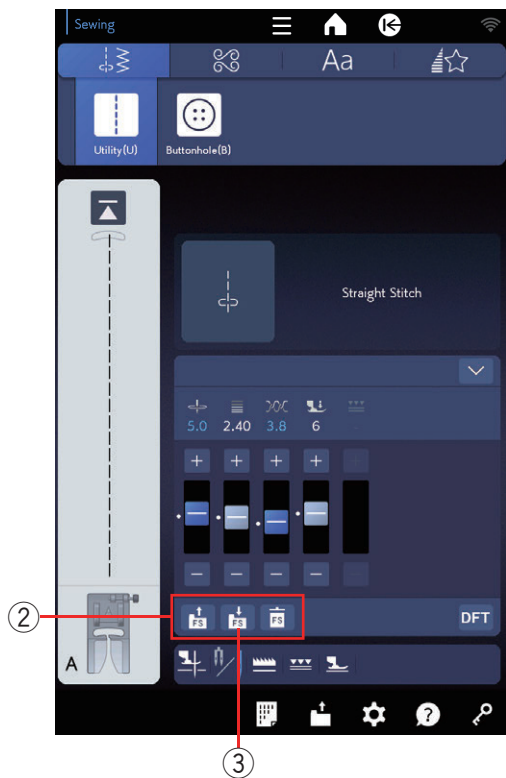 Sewing
Aa
Utility(U)
Buttonhole(B)
Straight Stitch
5.0 2.40 3.8 6
+ + + +
- - - -
② FS FS FS DFT
A
?
③